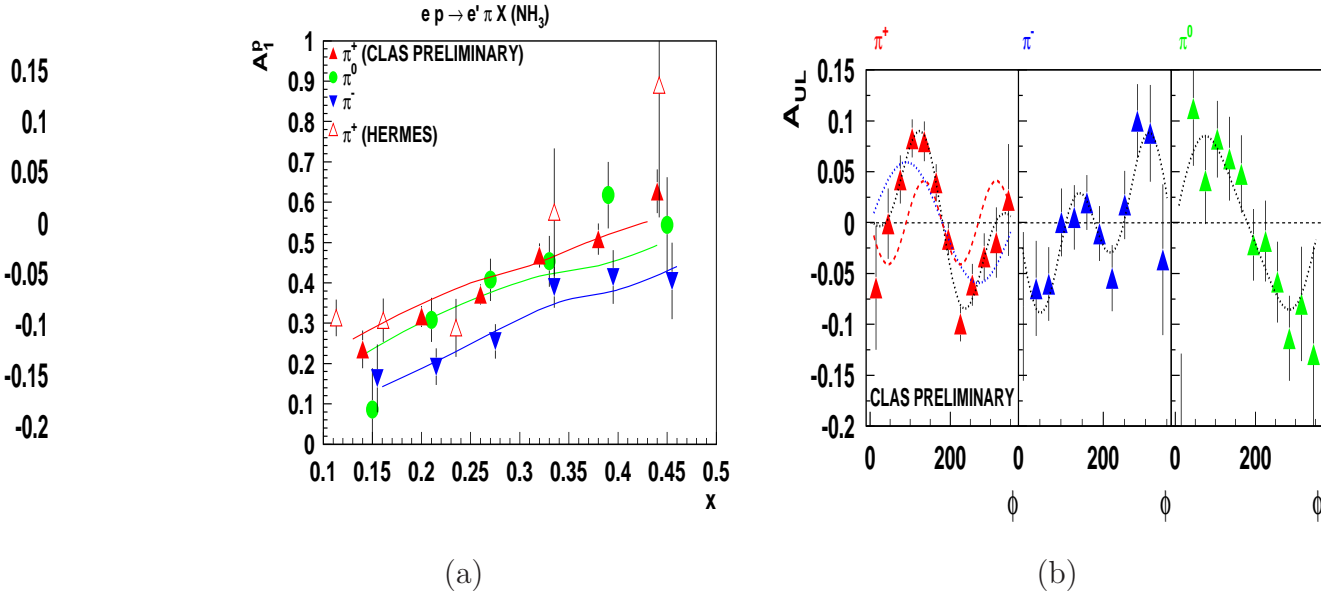 e p → e' π X (NH₃)
A₁ᵖ
π⁺ (CLAS PRELIMINARY)
π⁰
π⁻
π⁺ (HERMES)
1
0.9
0.8
0.7
0.6
0.5
0.4
0.3
0.2
0.1
0
0.1 0.15 0.2 0.25 0.3 0.35 0.4 0.45 0.5
X
(a)
0.15
0.1
0.05
0
-0.05
-0.1
-0.15
-0.2
π⁺ π⁻ π⁰
A_UL
0.15
0.1
0.05
0
-0.05
-0.1
-0.15
-0.2
CLAS PRELIMINARY
0 200 0 200 200
ϕ ϕ ϕ
(b)